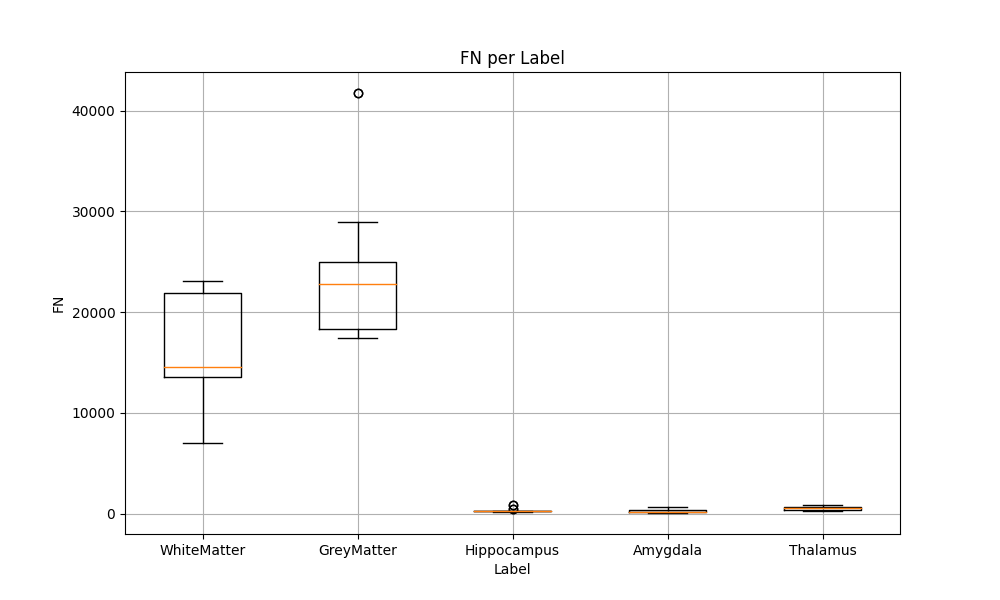 FN per Label
FN
40000
30000
20000
10000
0
WhiteMatter GreyMatter Hippocampus Amygdala Thalamus
Label